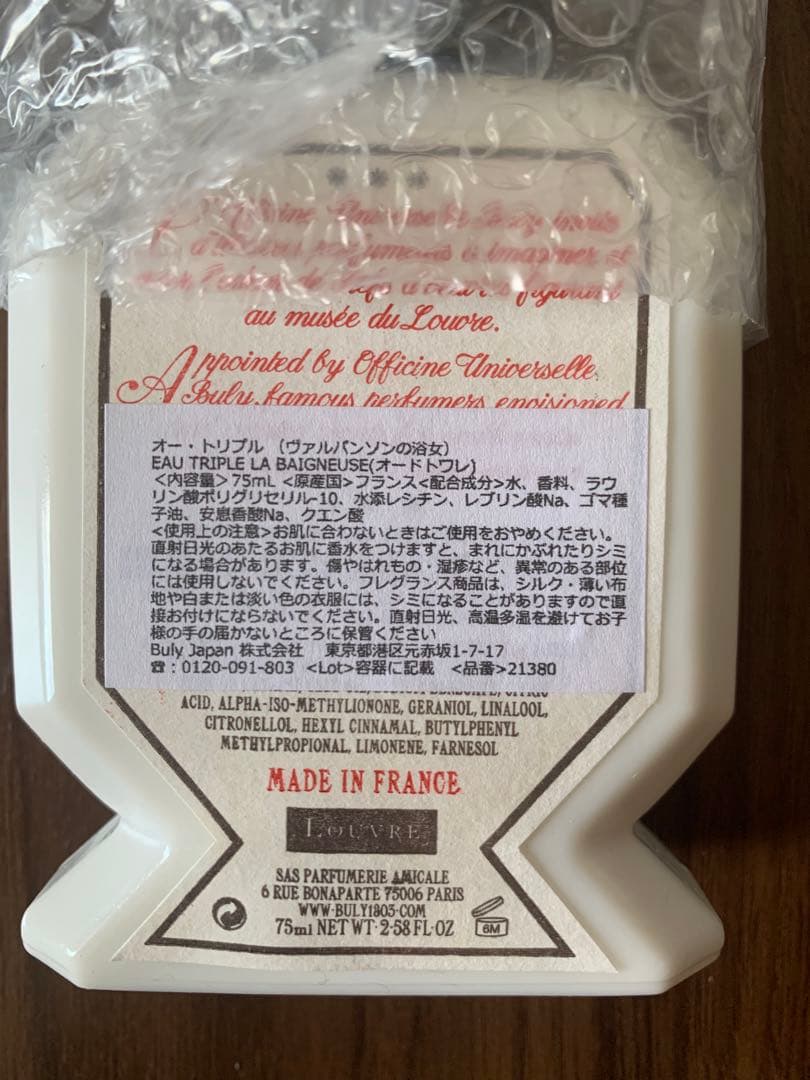 au musée du Louvre.
Appointed by Officine Universelle
Buly, famous perfumers envisioned
オー・トリプル （ヴァルパンソンの浴女）
EAU TRIPLE LA BAIGNEUSE(オードトワレ)
＜内容量＞75mL ＜原産国＞フランス＜配合成分＞水、香料、ラウ
リン酸ポリグリセリル-10、水添レシチン、レブリン酸Na、ゴマ種
子油、安息香酸Na、クエン酸
＜使用上の注意＞お肌に合わないときはご使用をおやめください。
直射日光のあたるお肌に香水をつけますと、まれにかぶれたりシミ
になる場合があります。傷やはれもの・湿疹など、異常のある部位
には使用しないでください。フレグランス商品は、シルク・薄い布
地や白または淡い色の衣服には、シミになることがありますので直
接お付けにならないでください。直射日光、高温多湿を避けてお子
様の手の届かないところに保管ください
Buly Japan 株式会社 東京都港区元赤坂1-7-17
☎：0120-091-803 ＜Lot＞容器に記載 ＜品番＞21380
ACID, ALPHA-ISO-METHYLIONONE, GERANIOL, LINALOOL,
CITRONELLOL, HEXYL CINNAMAL, BUTYLPHENYL
METHYLPROPIONAL, LIMONENE, FARNESOL
MADE IN FRANCE
LOUVRE
SAS PARFUMERIE AMICALE
6 RUE BONAPARTE 75006 PARIS
WWW·BULY1803·COM
75ml NET WT· 2·58 FL·OZ
6M